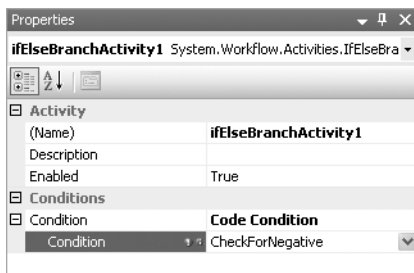 Properties
ifElseBranchActivity1 System.Workflow.Activities.IfElseBra
Activity
(Name) ifElseBranchActivity1
Description
Enabled True
Conditions
Condition Code Condition
Condition CheckForNegative